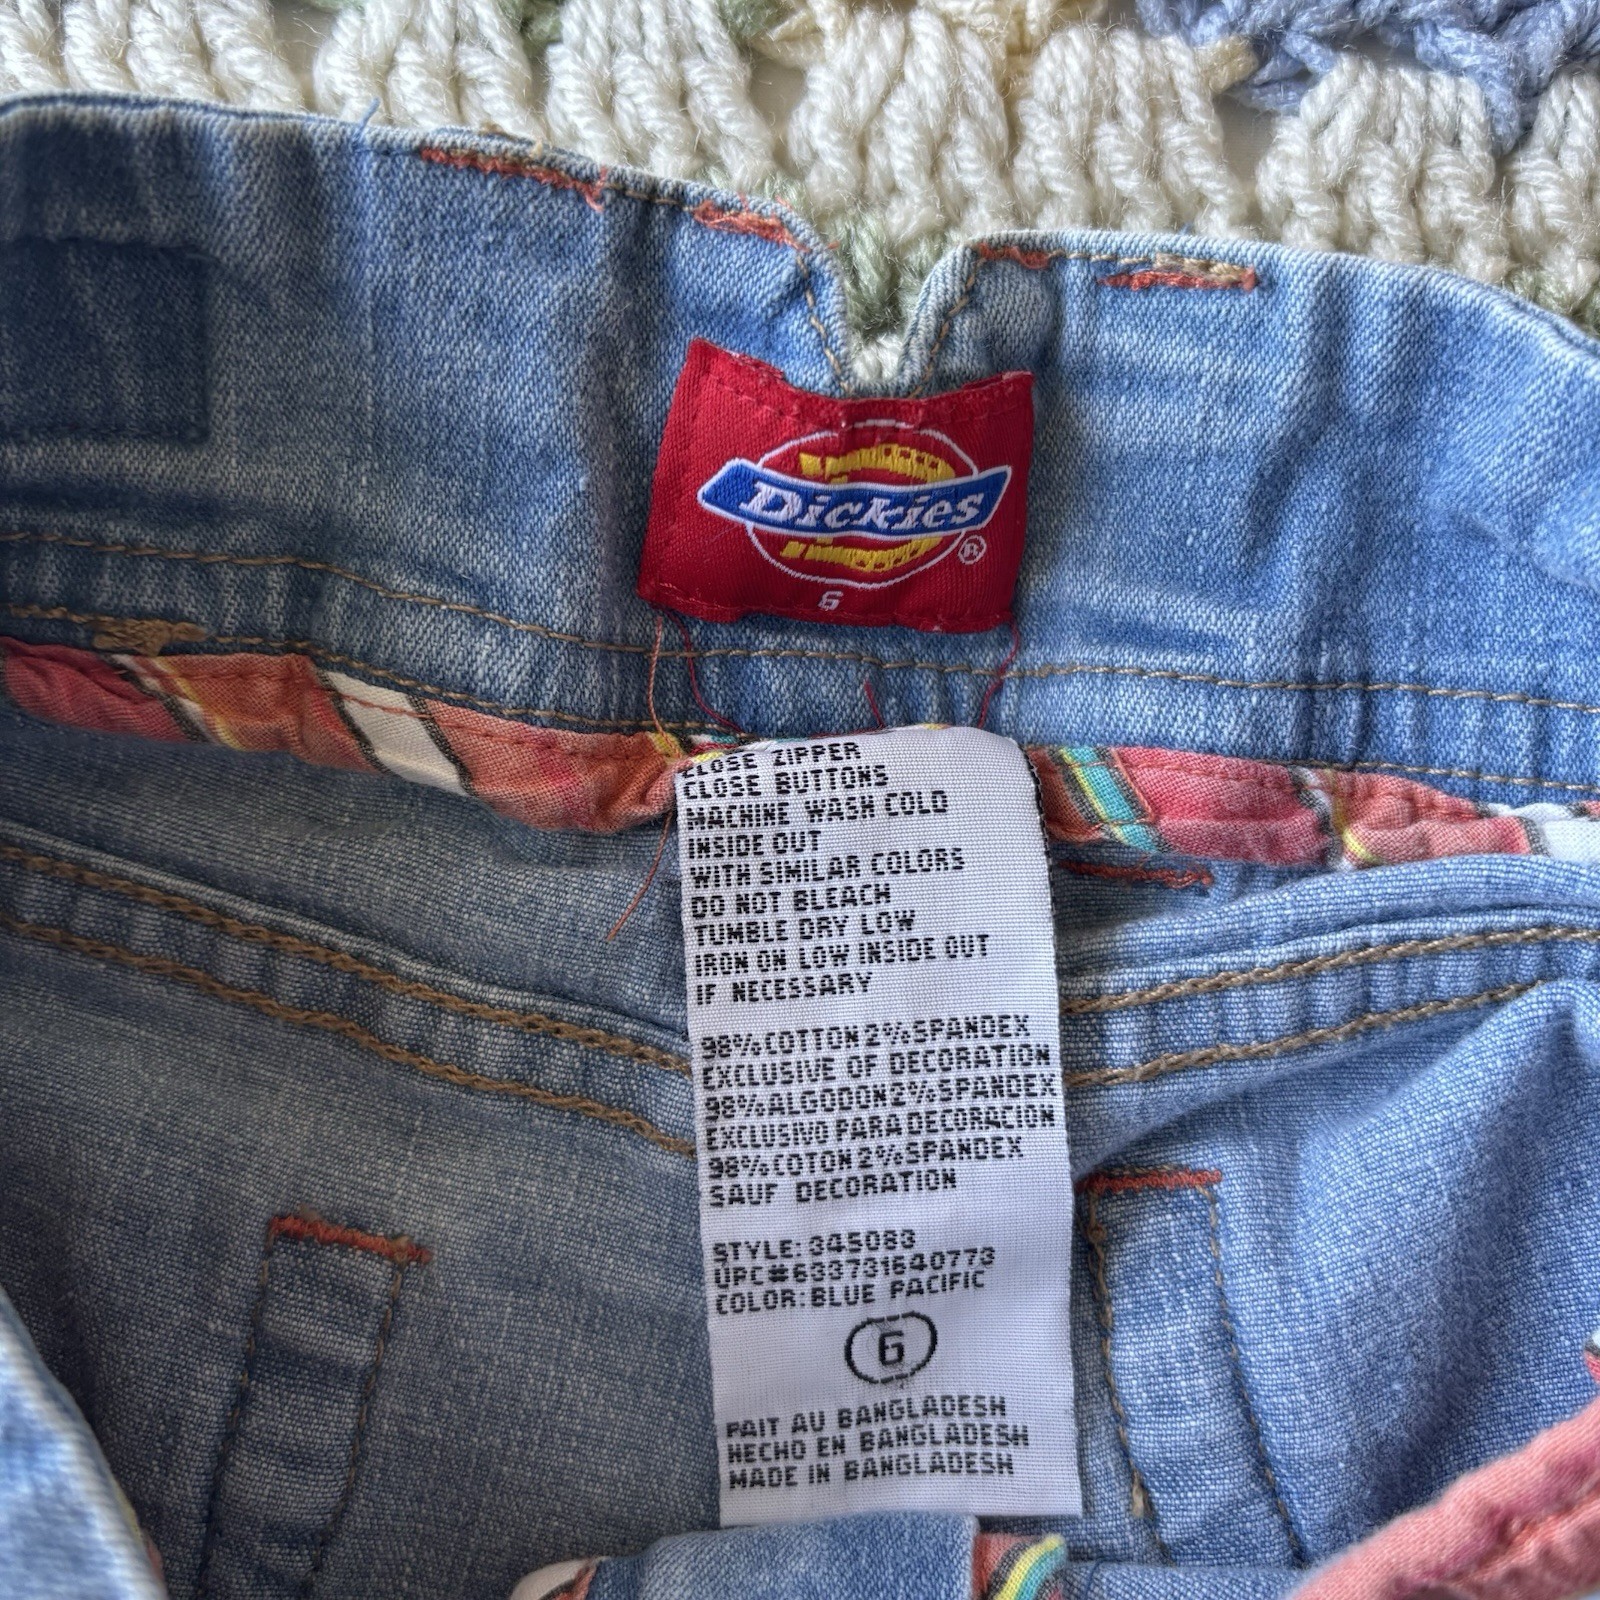 Dickies
®
6
CLOSE ZIPPER
CLOSE BUTTONS
MACHINE WASH COLD
INSIDE OUT
WITH SIMILAR COLORS
DO NOT BLEACH
TUMBLE DRY LOW
IRON ON LOW INSIDE OUT
IF NECESSARY
98% COTTON 2% SPANDEX
EXCLUSIVE OF DECORATION
98% ALGODON 2% SPANDEX
EXCLUSIVO PARA DECORACION
98% COTON 2% SPANDEX
SAUF DECORATION
STYLE: 345083
UPC#633731640773
COLOR: BLUE PACIFIC
6
PAIT AU BANGLADESH
HECHO EN BANGLADESH
MADE IN BANGLADESH